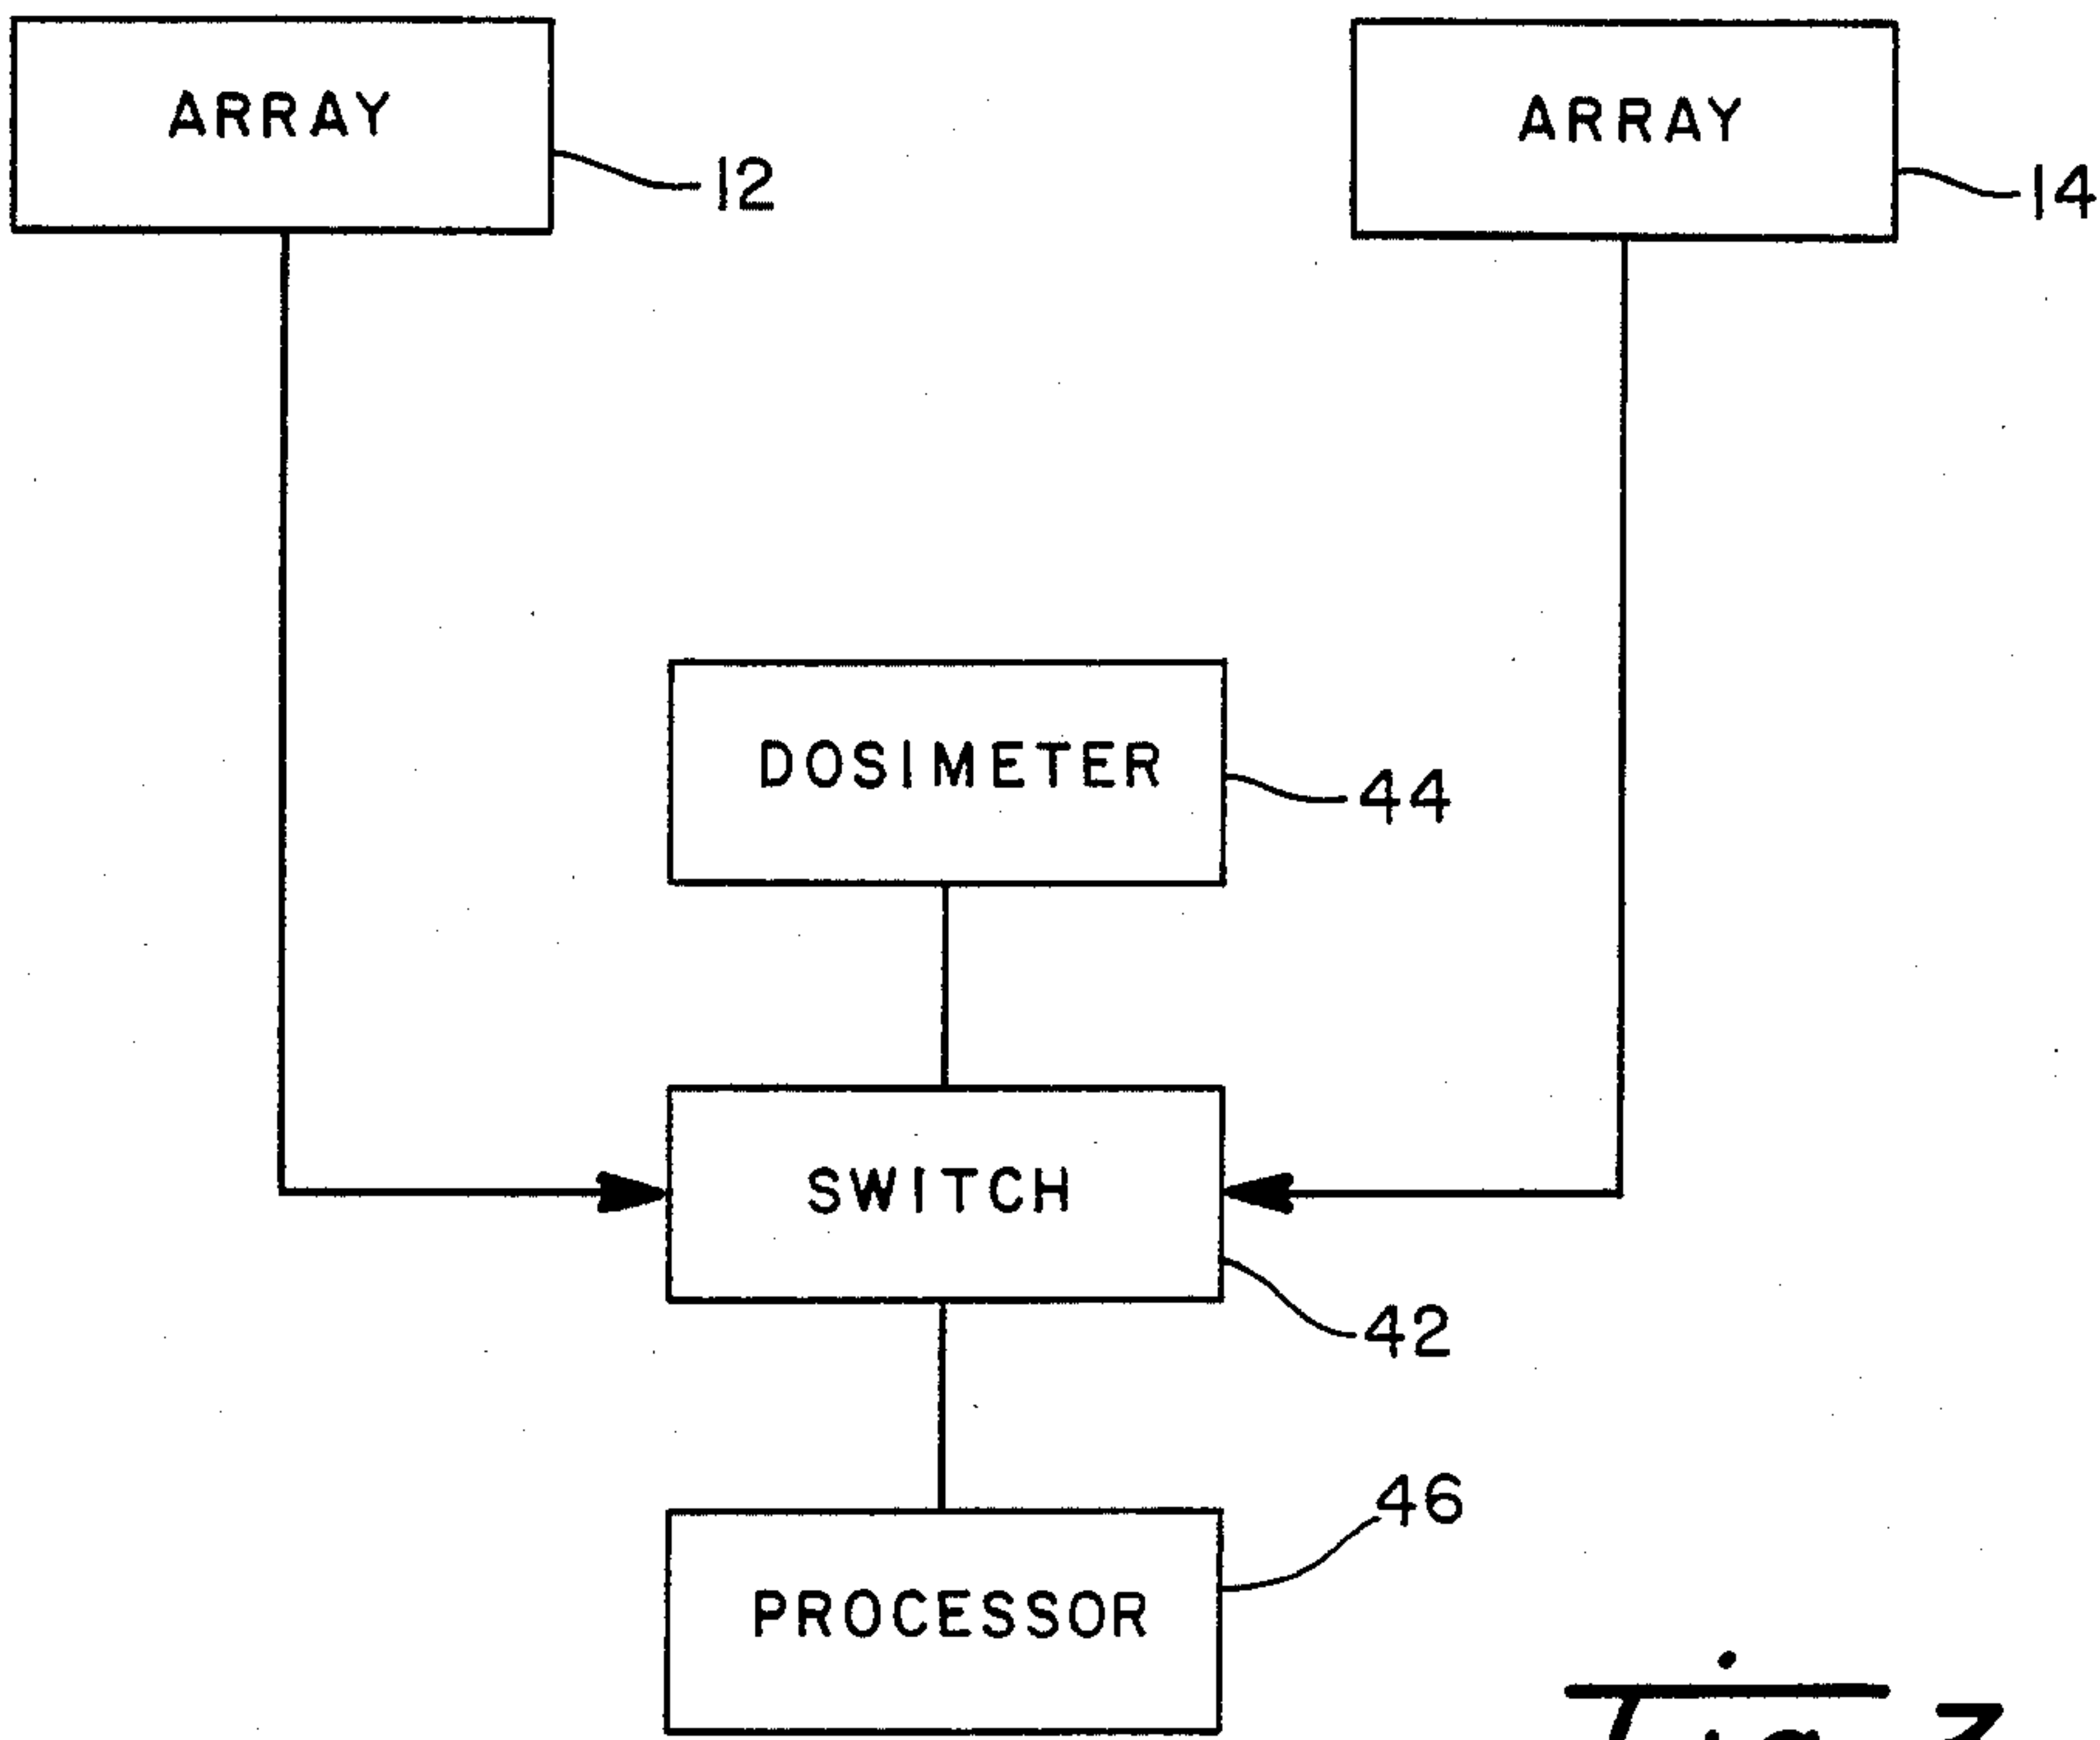 ARRAY
12
ARRAY
14
DOSIMETER
44
SWITCH
42
46
PROCESSOR